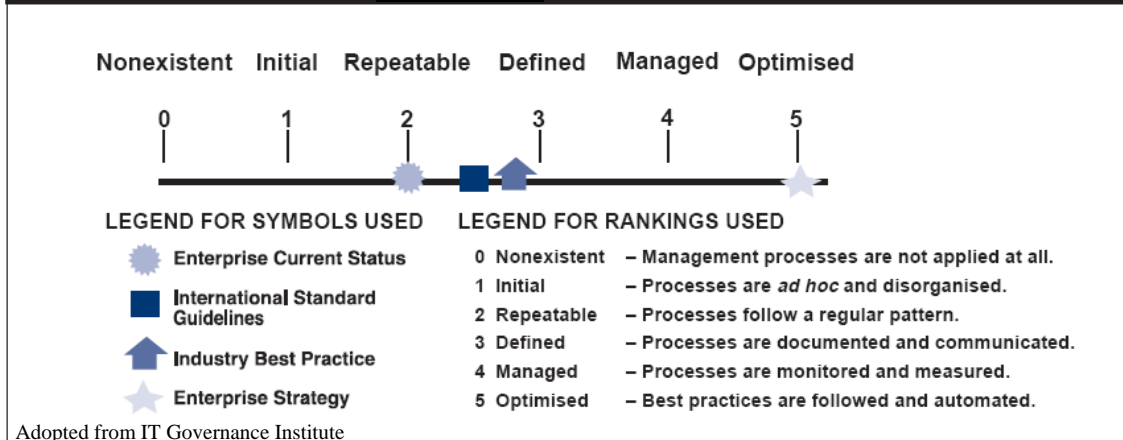 Nonexistent Initial Repeatable Defined Managed Optimised
0 1 2 3 4 5
LEGEND FOR SYMBOLS USED
Enterprise Current Status
International Standard
Guidelines
Industry Best Practice
Enterprise Strategy
LEGEND FOR RANKINGS USED
0 Nonexistent – Management processes are not applied at all.
1 Initial – Processes are ad hoc and disorganised.
2 Repeatable – Processes follow a regular pattern.
3 Defined – Processes are documented and communicated.
4 Managed – Processes are monitored and measured.
5 Optimised – Best practices are followed and automated.
Adopted from IT Governance Institute